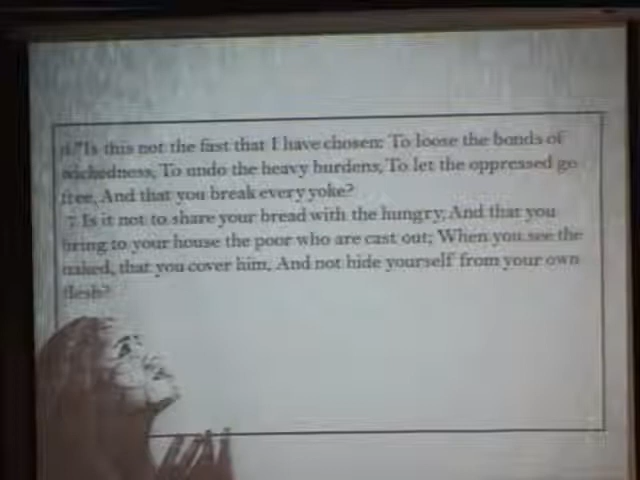 6."Is this not the fast that I have chosen: To loose the bonds of
wickedness, To undo the heavy burdens, To let the oppressed go
free, And that you break every yoke?
7. Is it not to share your bread with the hungry, And that you
bring to your house the poor who are cast out; When you see the
naked, that you cover him, And not hide yourself from your own
flesh?